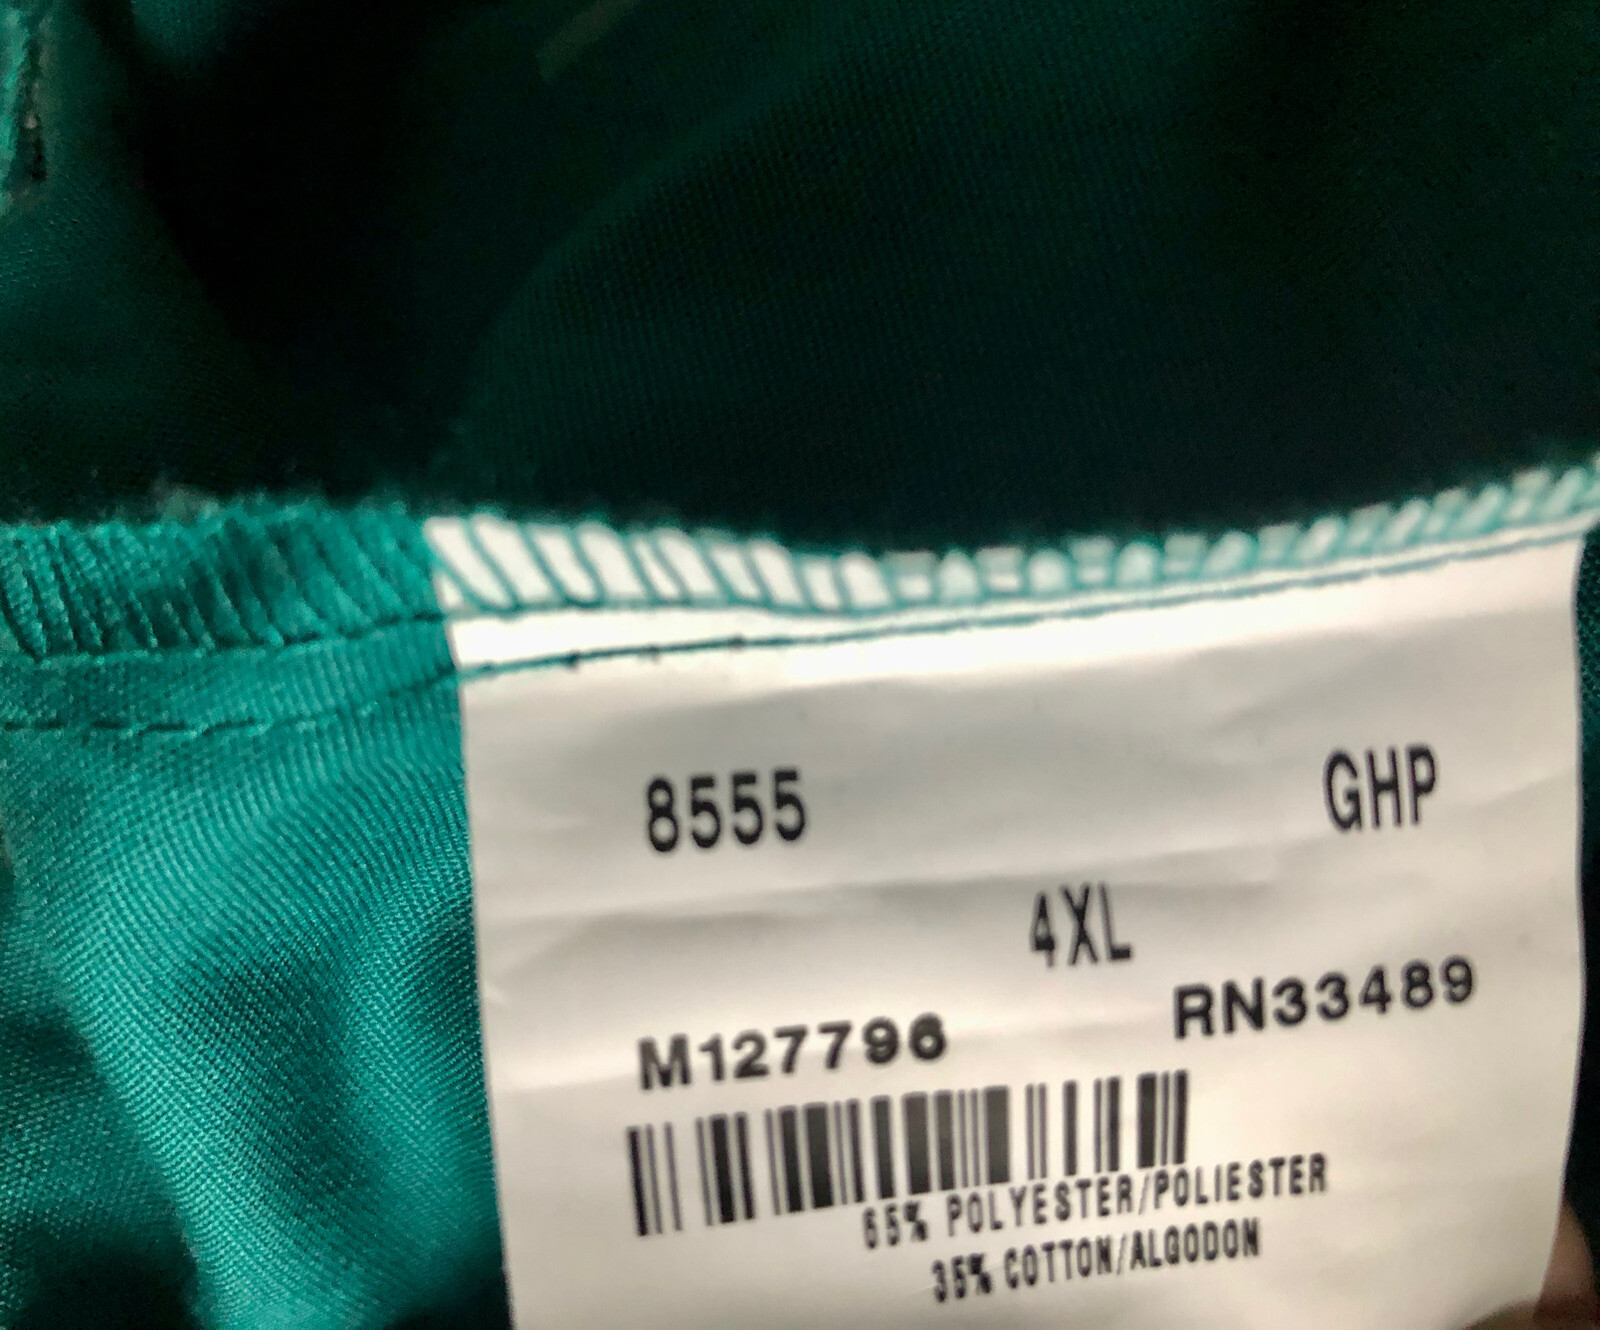 8555 GHP
4XL
M127796 RN33489
65% POLYESTER/POLIESTER
35% COTTON/ALGODON